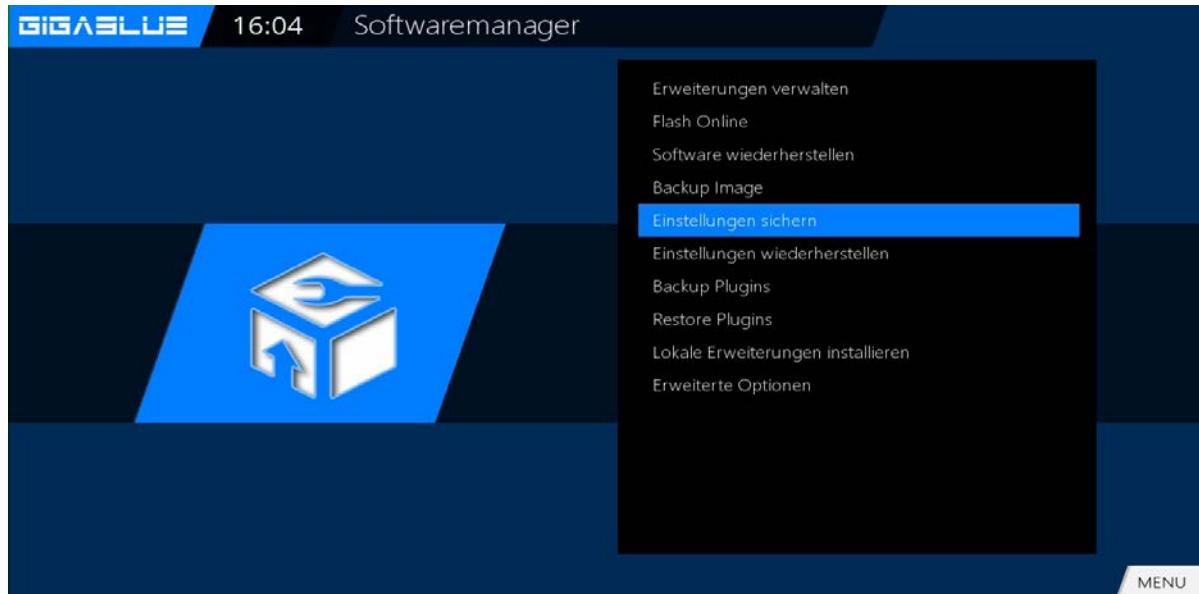 GIGABLUE 16:04 Softwaremanager
Erweiterungen verwalten
Flash Online
Software wiederherstellen
Backup Image
Einstellungen sichern
Einstellungen wiederherstellen
Backup Plugins
Restore Plugins
Lokale Erweiterungen installieren
Erweiterte Optionen
MENU